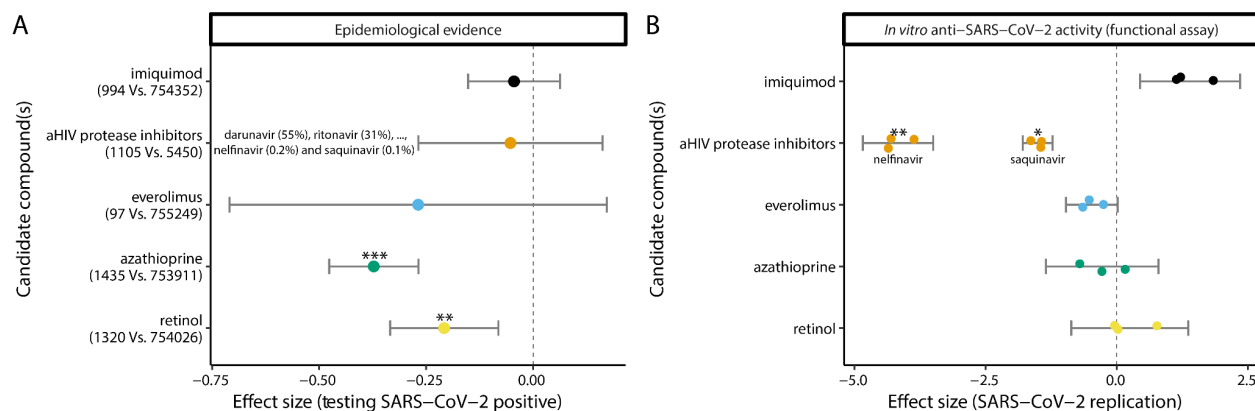 A
Epidemiological evidence
Candidate compound(s)
imiquimod
(994 Vs. 754352)
aHIV protease inhibitors
(1105 Vs. 5450)
everolimus
(97 Vs. 755249)
azathioprine
(1435 Vs. 753911)
retinol
(1320 Vs. 754026)
darunavir (55%), ritonavir (31%), ...,
nelfinavir (0.2%) and saquinavir (0.1%)
***
**
−0.75 −0.50 −0.25 0.00
Effect size (testing SARS−CoV−2 positive)
B
In vitro anti−SARS−CoV−2 activity (functional assay)
Candidate compound(s)
imiquimod
aHIV protease inhibitors
everolimus
azathioprine
retinol
** *
nelfinavir saquinavir
−5.0 −2.5 0.0 2.5
Effect size (SARS−CoV−2 replication)